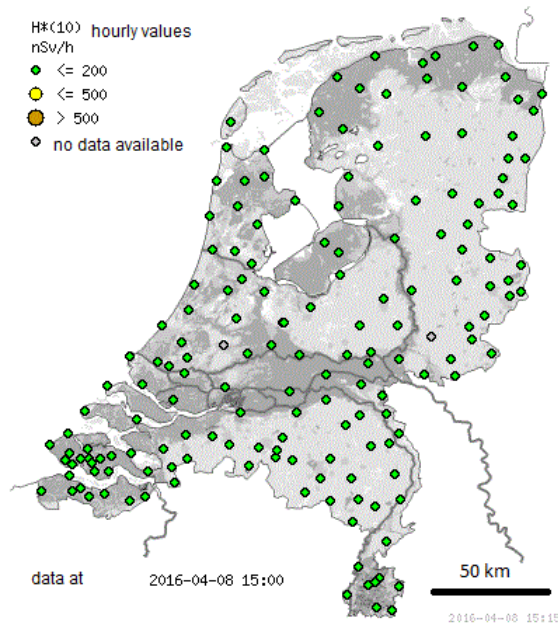 H*(10) hourly values
nSv/h
<= 200
<= 500
> 500
no data available
data at 2016-04-08 15:00
50 km
2016-04-08 15:15